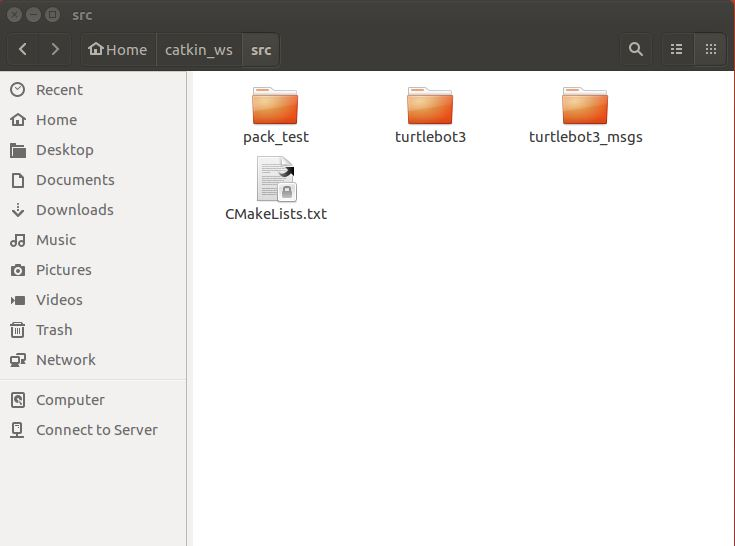 src
Home
catkin_ws
src
Recent
Home
Desktop
Documents
Downloads
Music
Pictures
Videos
Trash
Network
Computer
Connect to Server
pack_test
turtlebot3
turtlebot3_msgs
CMakeLists.txt